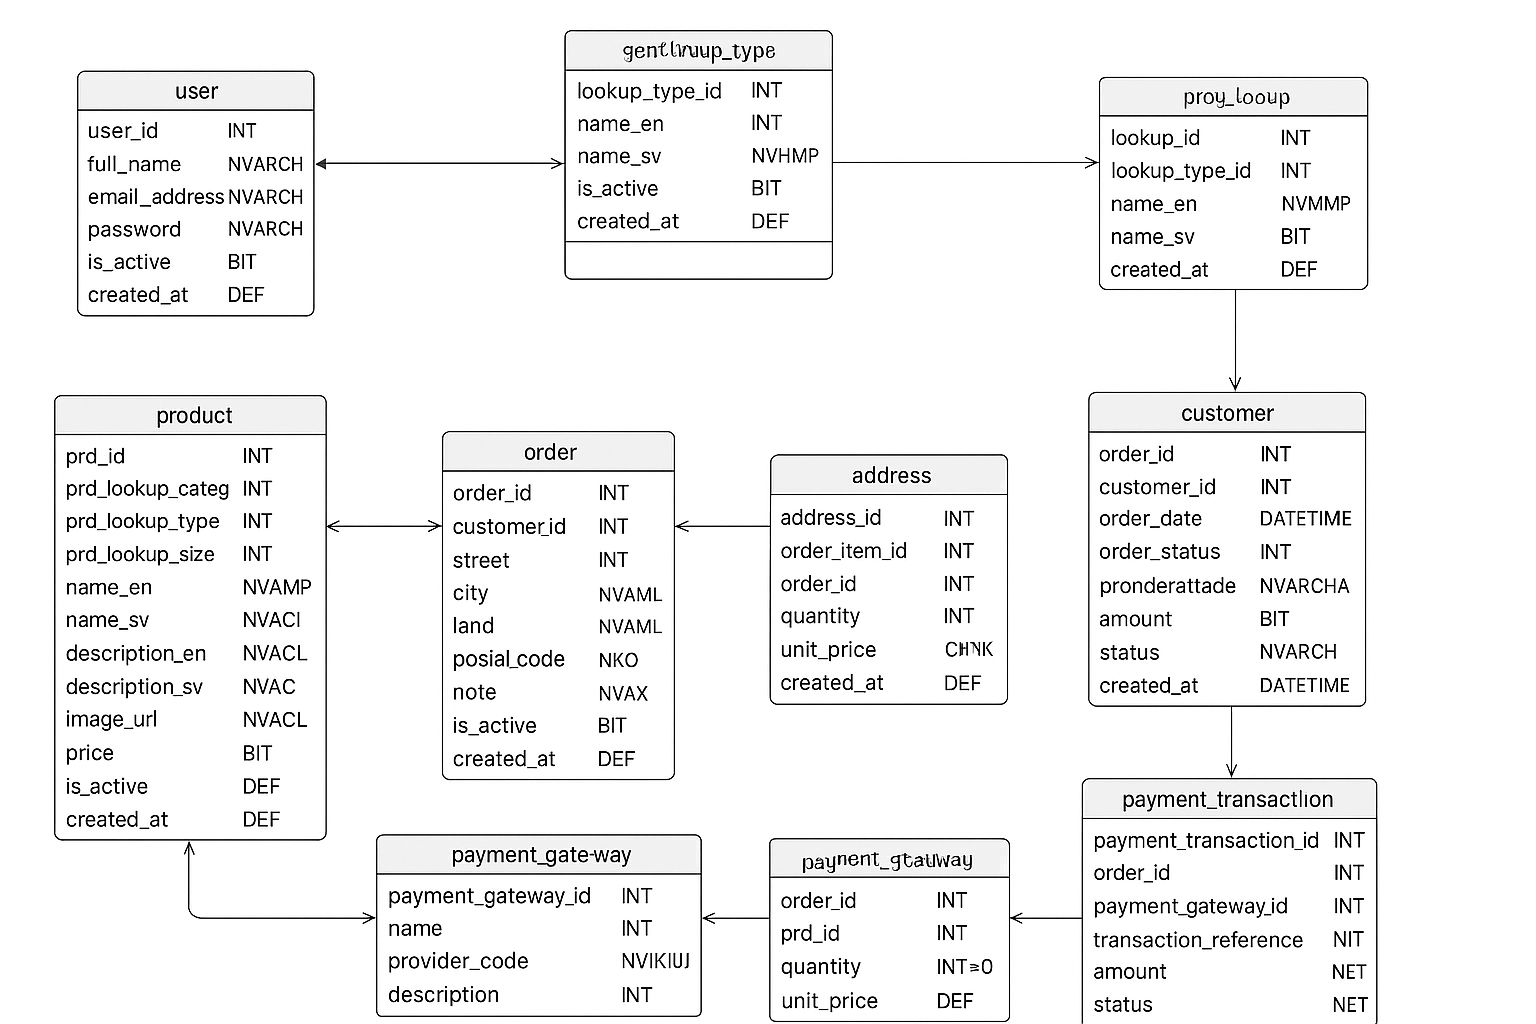 user
user_id INT
full_name NVARCH
email_address NVARCH
password NVARCH
is_active BIT
created_at DEF
lookup_type_id INT
name_en INT
name_sv NVHMP
is_active BIT
created_at DEF
proy_looup
lookup_id INT
lookup_type_id INT
name_en NVMMP
name_sv BIT
created_at DEF
product
prd_id INT
prd_lookup_categ INT
prd_lookup_type INT
prd_lookup_size INT
name_en NVAMP
name_sv NVACI
description_en NVACL
description_sv NVAC
image_url NVACL
price BIT
is_active DEF
created_at DEF
order
order_id INT
customer_id INT
street INT
city NVAML
land NVAML
posial_code NKO
note NVAX
is_active BIT
created_at DEF
address
address_id INT
order_item_id INT
order_id INT
quantity INT
unit_price
created_at DEF
customer
order_id INT
customer_id INT
order_date DATETIME
order_status INT
pronderattade NVARCHA
amount BIT
status NVARCH
created_at DATETIME
payment_gate-way
payment_gateway_id INT
name INT
provider_code
description INT
order_id INT
prd_id INT
quantity INT≥0
unit_price DEF
payment_transactlion
payment_transaction_id INT
order_id INT
payment_gateway_id INT
transaction_reference NIT
amount NET
status NET